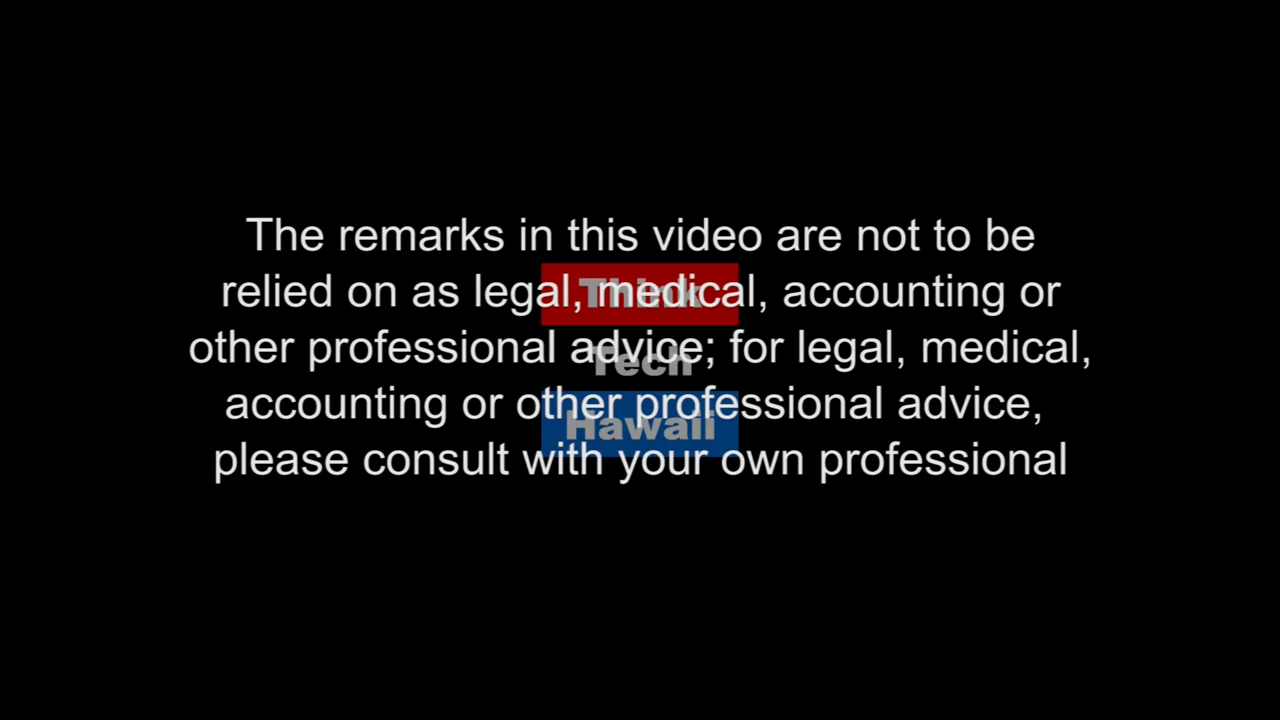 The remarks in this video are not to be
relied on as legal, medical, accounting or
other professional advice; for legal, medical,
accounting or other professional advice,
please consult with your own professional
Think
Tech
Hawaii